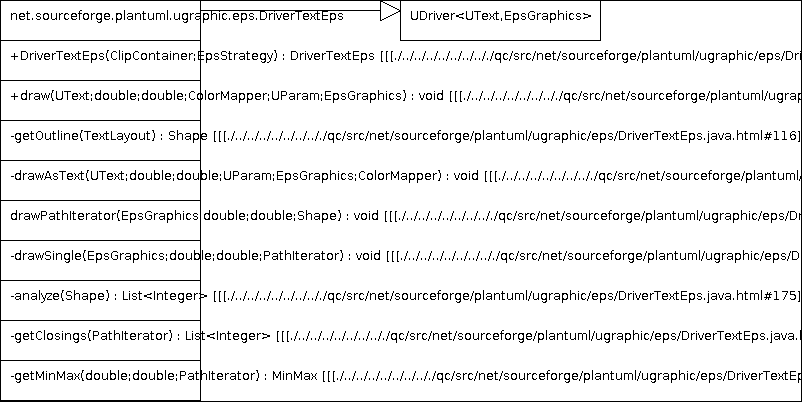 net.sourceforge.plantuml.ugraphic.eps.DriverTextEps
UDriver<UText,EpsGraphics>
+DriverTextEps(ClipContainer;EpsStrategy) : DriverTextEps [[[./../../../../../../../../qc/src/net/sourceforge/plantuml/ugraphic/eps/Dri
+draw(UText;double;double;ColorMapper;UParam;EpsGraphics) : void [[[./../../../../../../../../qc/src/net/sourceforge/plantuml/ugrap
-getOutline(TextLayout) : Shape [[[./../../../../../../../../qc/src/net/sourceforge/plantuml/ugraphic/eps/DriverTextEps.java.html#116]
-drawAsText(UText;double;double;UParam;EpsGraphics;ColorMapper) : void [[[./../../../../../../../../qc/src/net/sourceforge/plantuml/
drawPathIterator(EpsGraphics;double;double;Shape) : void [[[./../../../../../../../../qc/src/net/sourceforge/plantuml/ugraphic/eps/Dr
-drawSingle(EpsGraphics;double;double;PathIterator) : void [[[./../../../../../../../../qc/src/net/sourceforge/plantuml/ugraphic/eps/D
-analyze(Shape) : List<Integer> [[[./../../../../../../../../qc/src/net/sourceforge/plantuml/ugraphic/eps/DriverTextEps.java.html#175]
-getClosings(PathIterator) : List<Integer> [[[./../../../../../../../../qc/src/net/sourceforge/plantuml/ugraphic/eps/DriverTextEps.java.h
-getMinMax(double;double;PathIterator) : MinMax [[[./../../../../../../../../qc/src/net/sourceforge/plantuml/ugraphic/eps/DriverTextEp